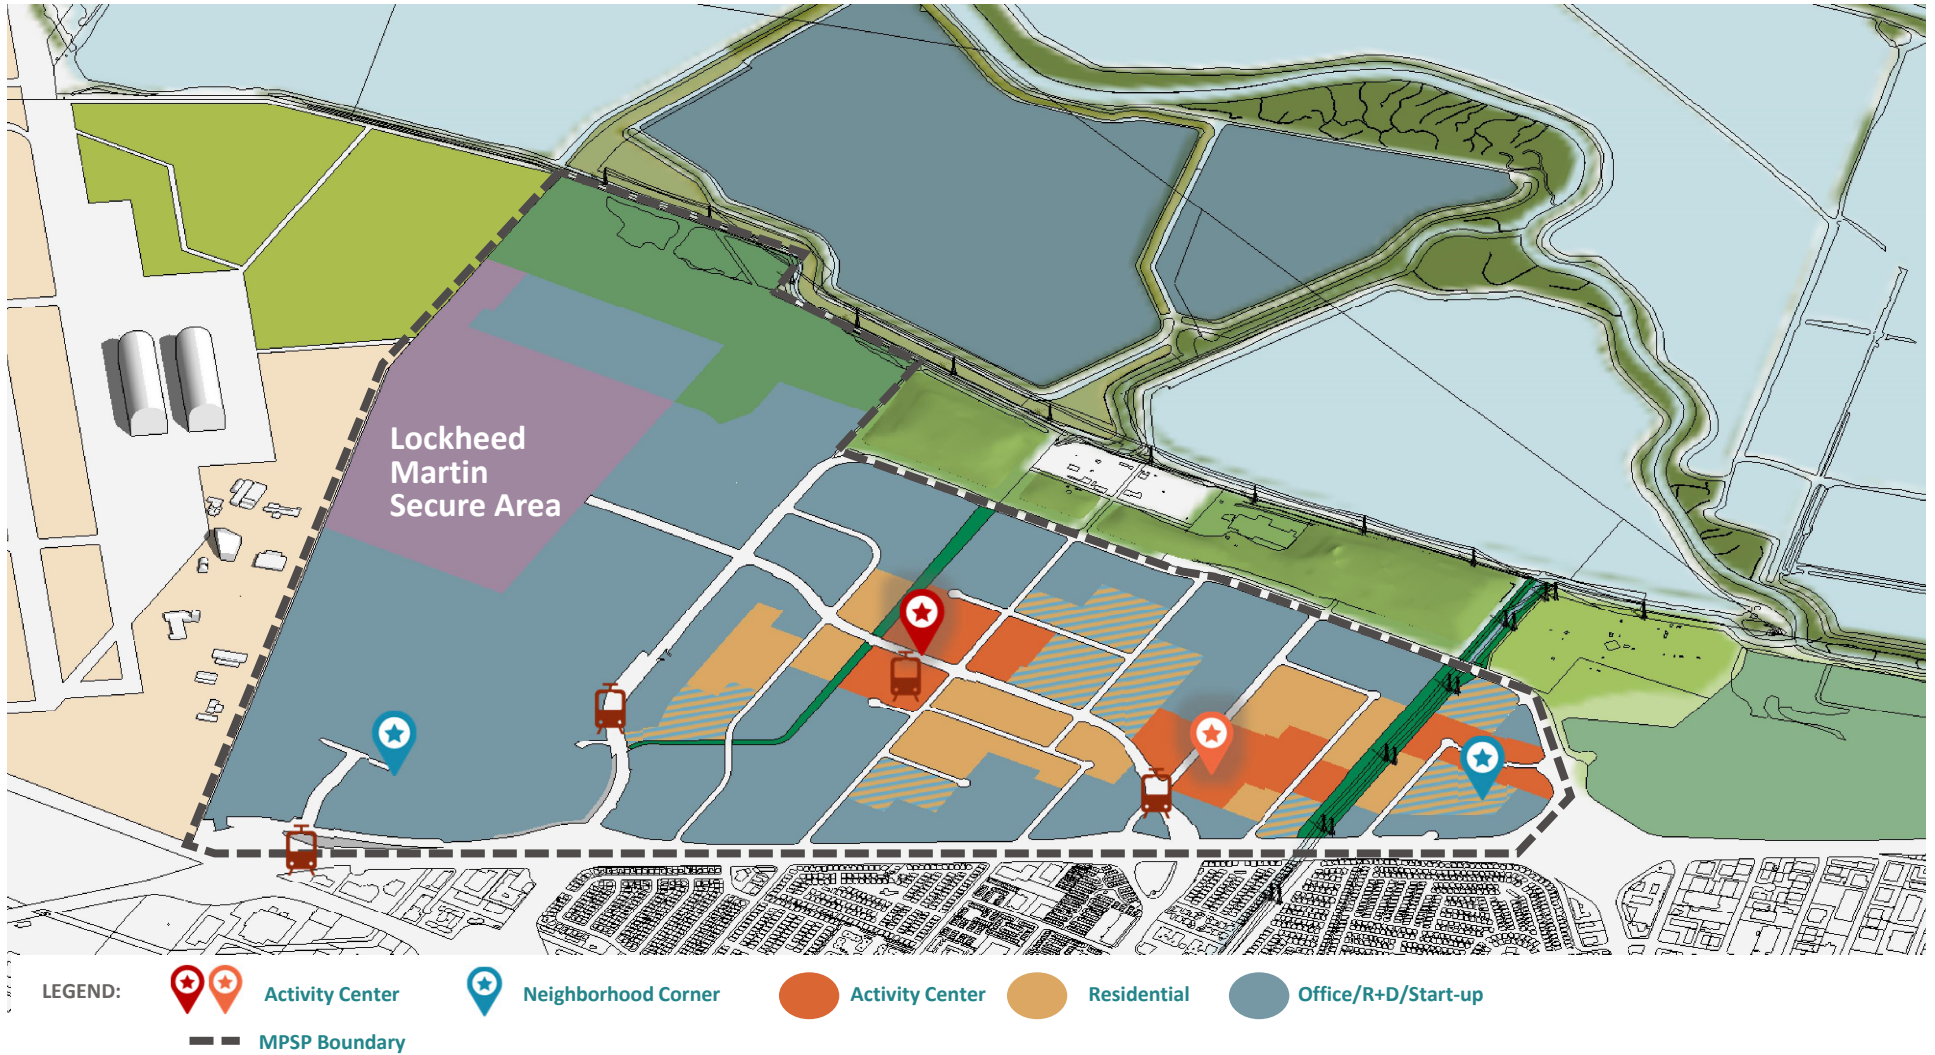 Lockheed
Martin
Secure Area
LEGEND:
Activity Center
Neighborhood Corner
Activity Center
Residential
Office/R+D/Start-up
MPSP Boundary